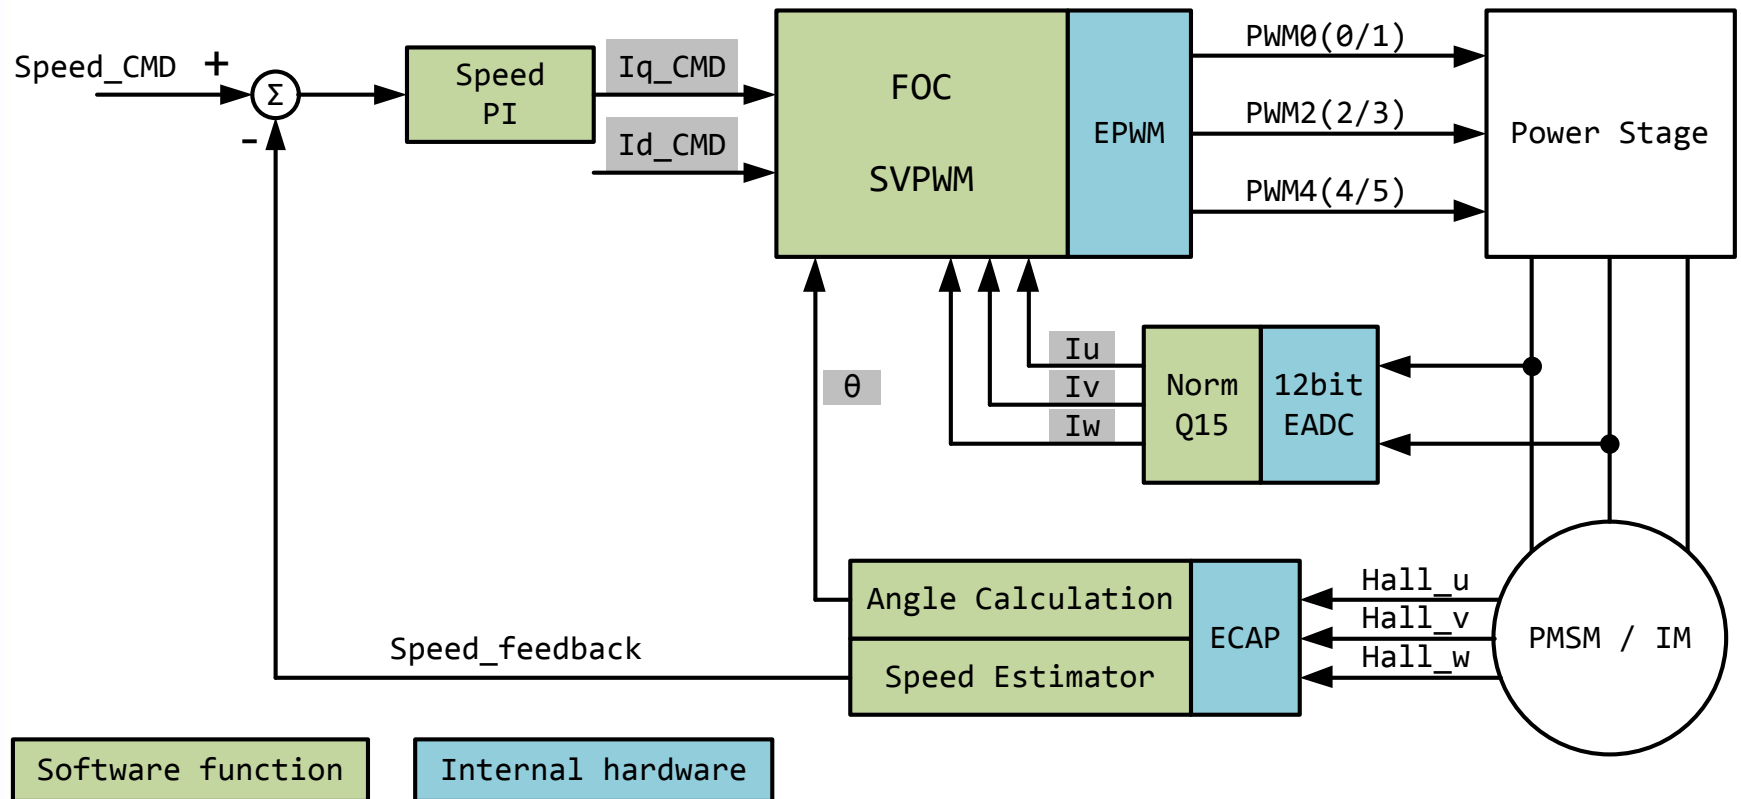 Speed_CMD
+
Σ
-
Speed
PI
Iq_CMD
Id_CMD
FOC
SVPWM
EPWM
PWM0(0/1)
PWM2(2/3)
PWM4(4/5)
Power Stage
θ
Iu
Iv
Iw
Norm
Q15
12bit
EADC
Angle Calculation
Speed Estimator
ECAP
Hall_u
Hall_v
Hall_w
PMSM / IM
Speed_feedback
Software function
Internal hardware